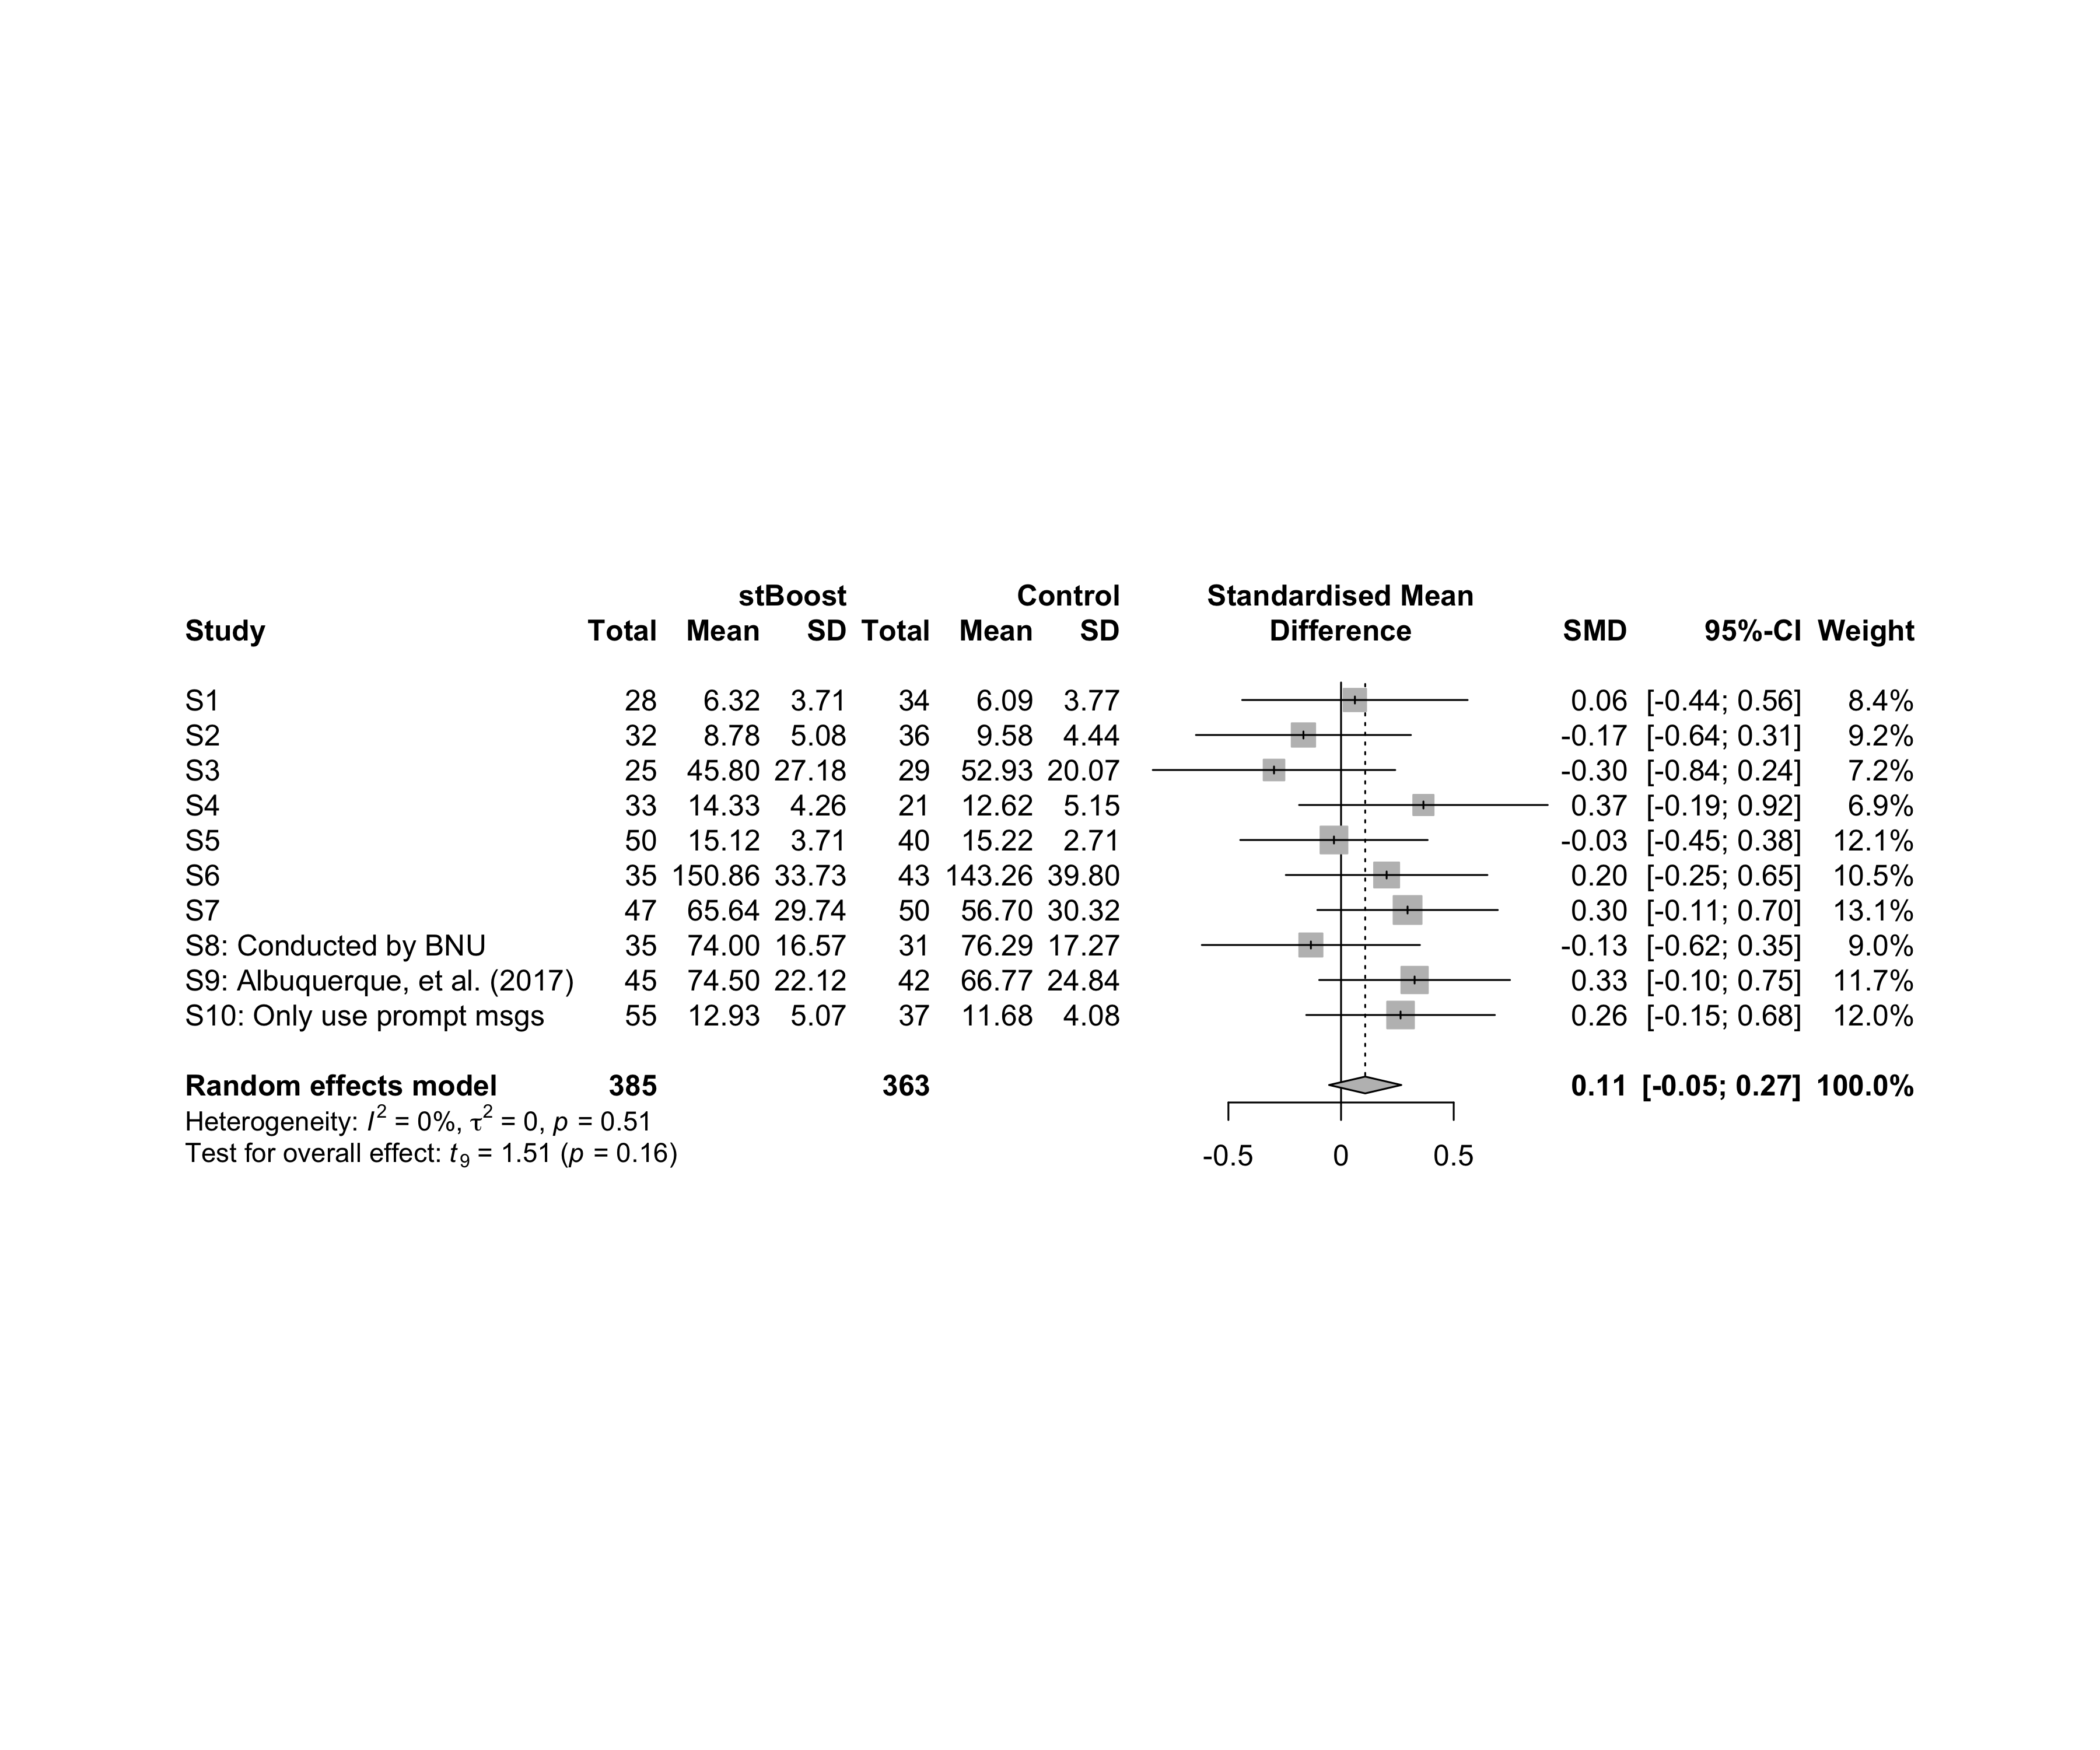 stBoost Control Standardised Mean
Study Total Mean SD Total Mean SD Difference SMD 95%-CI Weight
S1 28 6.32 3.71 34 6.09 3.77 0.06 [-0.44; 0.56] 8.4%
S2 32 8.78 5.08 36 9.58 4.44 -0.17 [-0.64; 0.31] 9.2%
S3 25 45.80 27.18 29 52.93 20.07 -0.30 [-0.84; 0.24] 7.2%
S4 33 14.33 4.26 21 12.62 5.15 0.37 [-0.19; 0.92] 6.9%
S5 50 15.12 3.71 40 15.22 2.71 -0.03 [-0.45; 0.38] 12.1%
S6 35 150.86 33.73 43 143.26 39.80 0.20 [-0.25; 0.65] 10.5%
S7 47 65.64 29.74 50 56.70 30.32 0.30 [-0.11; 0.70] 13.1%
S8: Conducted by BNU 35 74.00 16.57 31 76.29 17.27 -0.13 [-0.62; 0.35] 9.0%
S9: Albuquerque, et al. (2017) 45 74.50 22.12 42 66.77 24.84 0.33 [-0.10; 0.75] 11.7%
S10: Only use prompt msgs 55 12.93 5.07 37 11.68 4.08 0.26 [-0.15; 0.68] 12.0%
Random effects model 385 363 0.11 [-0.05; 0.27] 100.0%
Heterogeneity: I² = 0%, τ² = 0, p = 0.51
Test for overall effect: t₉ = 1.51 (p = 0.16)
-0.5 0 0.5